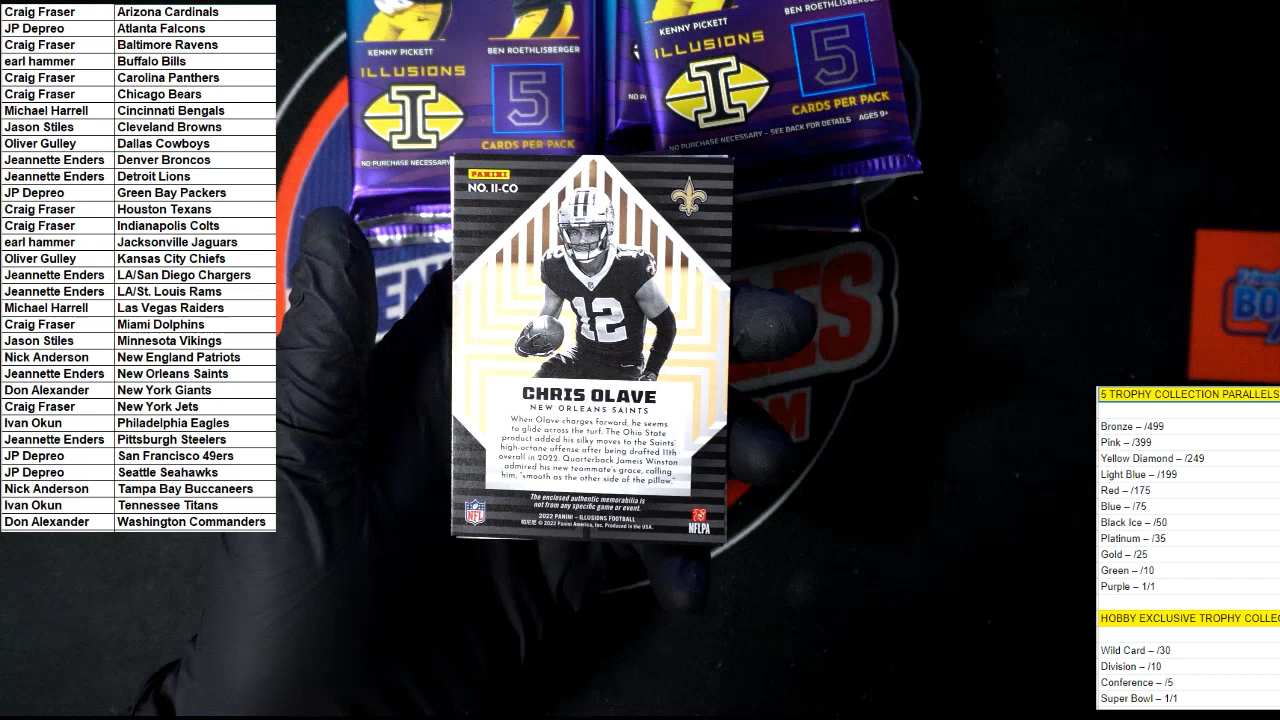 Craig Fraser Arizona Cardinals
JP Depreo Atlanta Falcons
Craig Fraser Baltimore Ravens
earl hammer Buffalo Bills
Craig Fraser Carolina Panthers
Craig Fraser Chicago Bears
Michael Harrell Cincinnati Bengals
Jason Stiles Cleveland Browns
Oliver Gulley Dallas Cowboys
Jeannette Enders Denver Broncos
Jeannette Enders Detroit Lions
JP Depreo Green Bay Packers
Craig Fraser Houston Texans
Craig Fraser Indianapolis Colts
earl hammer Jacksonville Jaguars
Oliver Gulley Kansas City Chiefs
Jeannette Enders LA/San Diego Chargers
Jeannette Enders LA/St. Louis Rams
Michael Harrell Las Vegas Raiders
Craig Fraser Miami Dolphins
Jason Stiles Minnesota Vikings
Nick Anderson New England Patriots
Jeannette Enders New Orleans Saints
Don Alexander New York Giants
Craig Fraser New York Jets
Ivan Okun Philadelphia Eagles
Jeannette Enders Pittsburgh Steelers
JP Depreo San Francisco 49ers
JP Depreo Seattle Seahawks
Nick Anderson Tampa Bay Buccaneers
Ivan Okun Tennessee Titans
Don Alexander Washington Commanders
KENNY PICKETT BEN ROETHLISBERGER
ILLUSIONS
I 5
CARDS PER PACK
NO PURCHASE NECESSARY
KENNY PICKETT BEN ROETHLISBERGER
ILLUSIONS
I 5
CARDS PER PACK
NO PURCHASE NECESSARY – SEE BACK FOR DETAILS AGES 9+
PANINI
NO. II-CO
12
CHRIS OLAVE
NEW ORLEANS SAINTS
When Olave charges forward, he seems
to glide across the turf. The Ohio State
product added his silky moves to the Saints'
high-octane offense after being drafted 11th
overall in 2022. Quarterback Jameis Winston
admired his new teammate's grace, calling
him, "smooth as the other side of the pillow."
The enclosed authentic memorabilia is
not from any specific game or event.
2022 PANINI – ILLUSIONS FOOTBALL
© 2022 Panini America, Inc. Produced in the USA.
NFL
NFLPA
5 TROPHY COLLECTION PARALLELS
Bronze – /499
Pink – /399
Yellow Diamond – /249
Light Blue – /199
Red – /175
Blue – /75
Black Ice – /50
Platinum – /35
Gold – /25
Green – /10
Purple – 1/1
HOBBY EXCLUSIVE TROPHY COLLEC
Wild Card – /30
Division – /10
Conference – /5
Super Bowl – 1/1